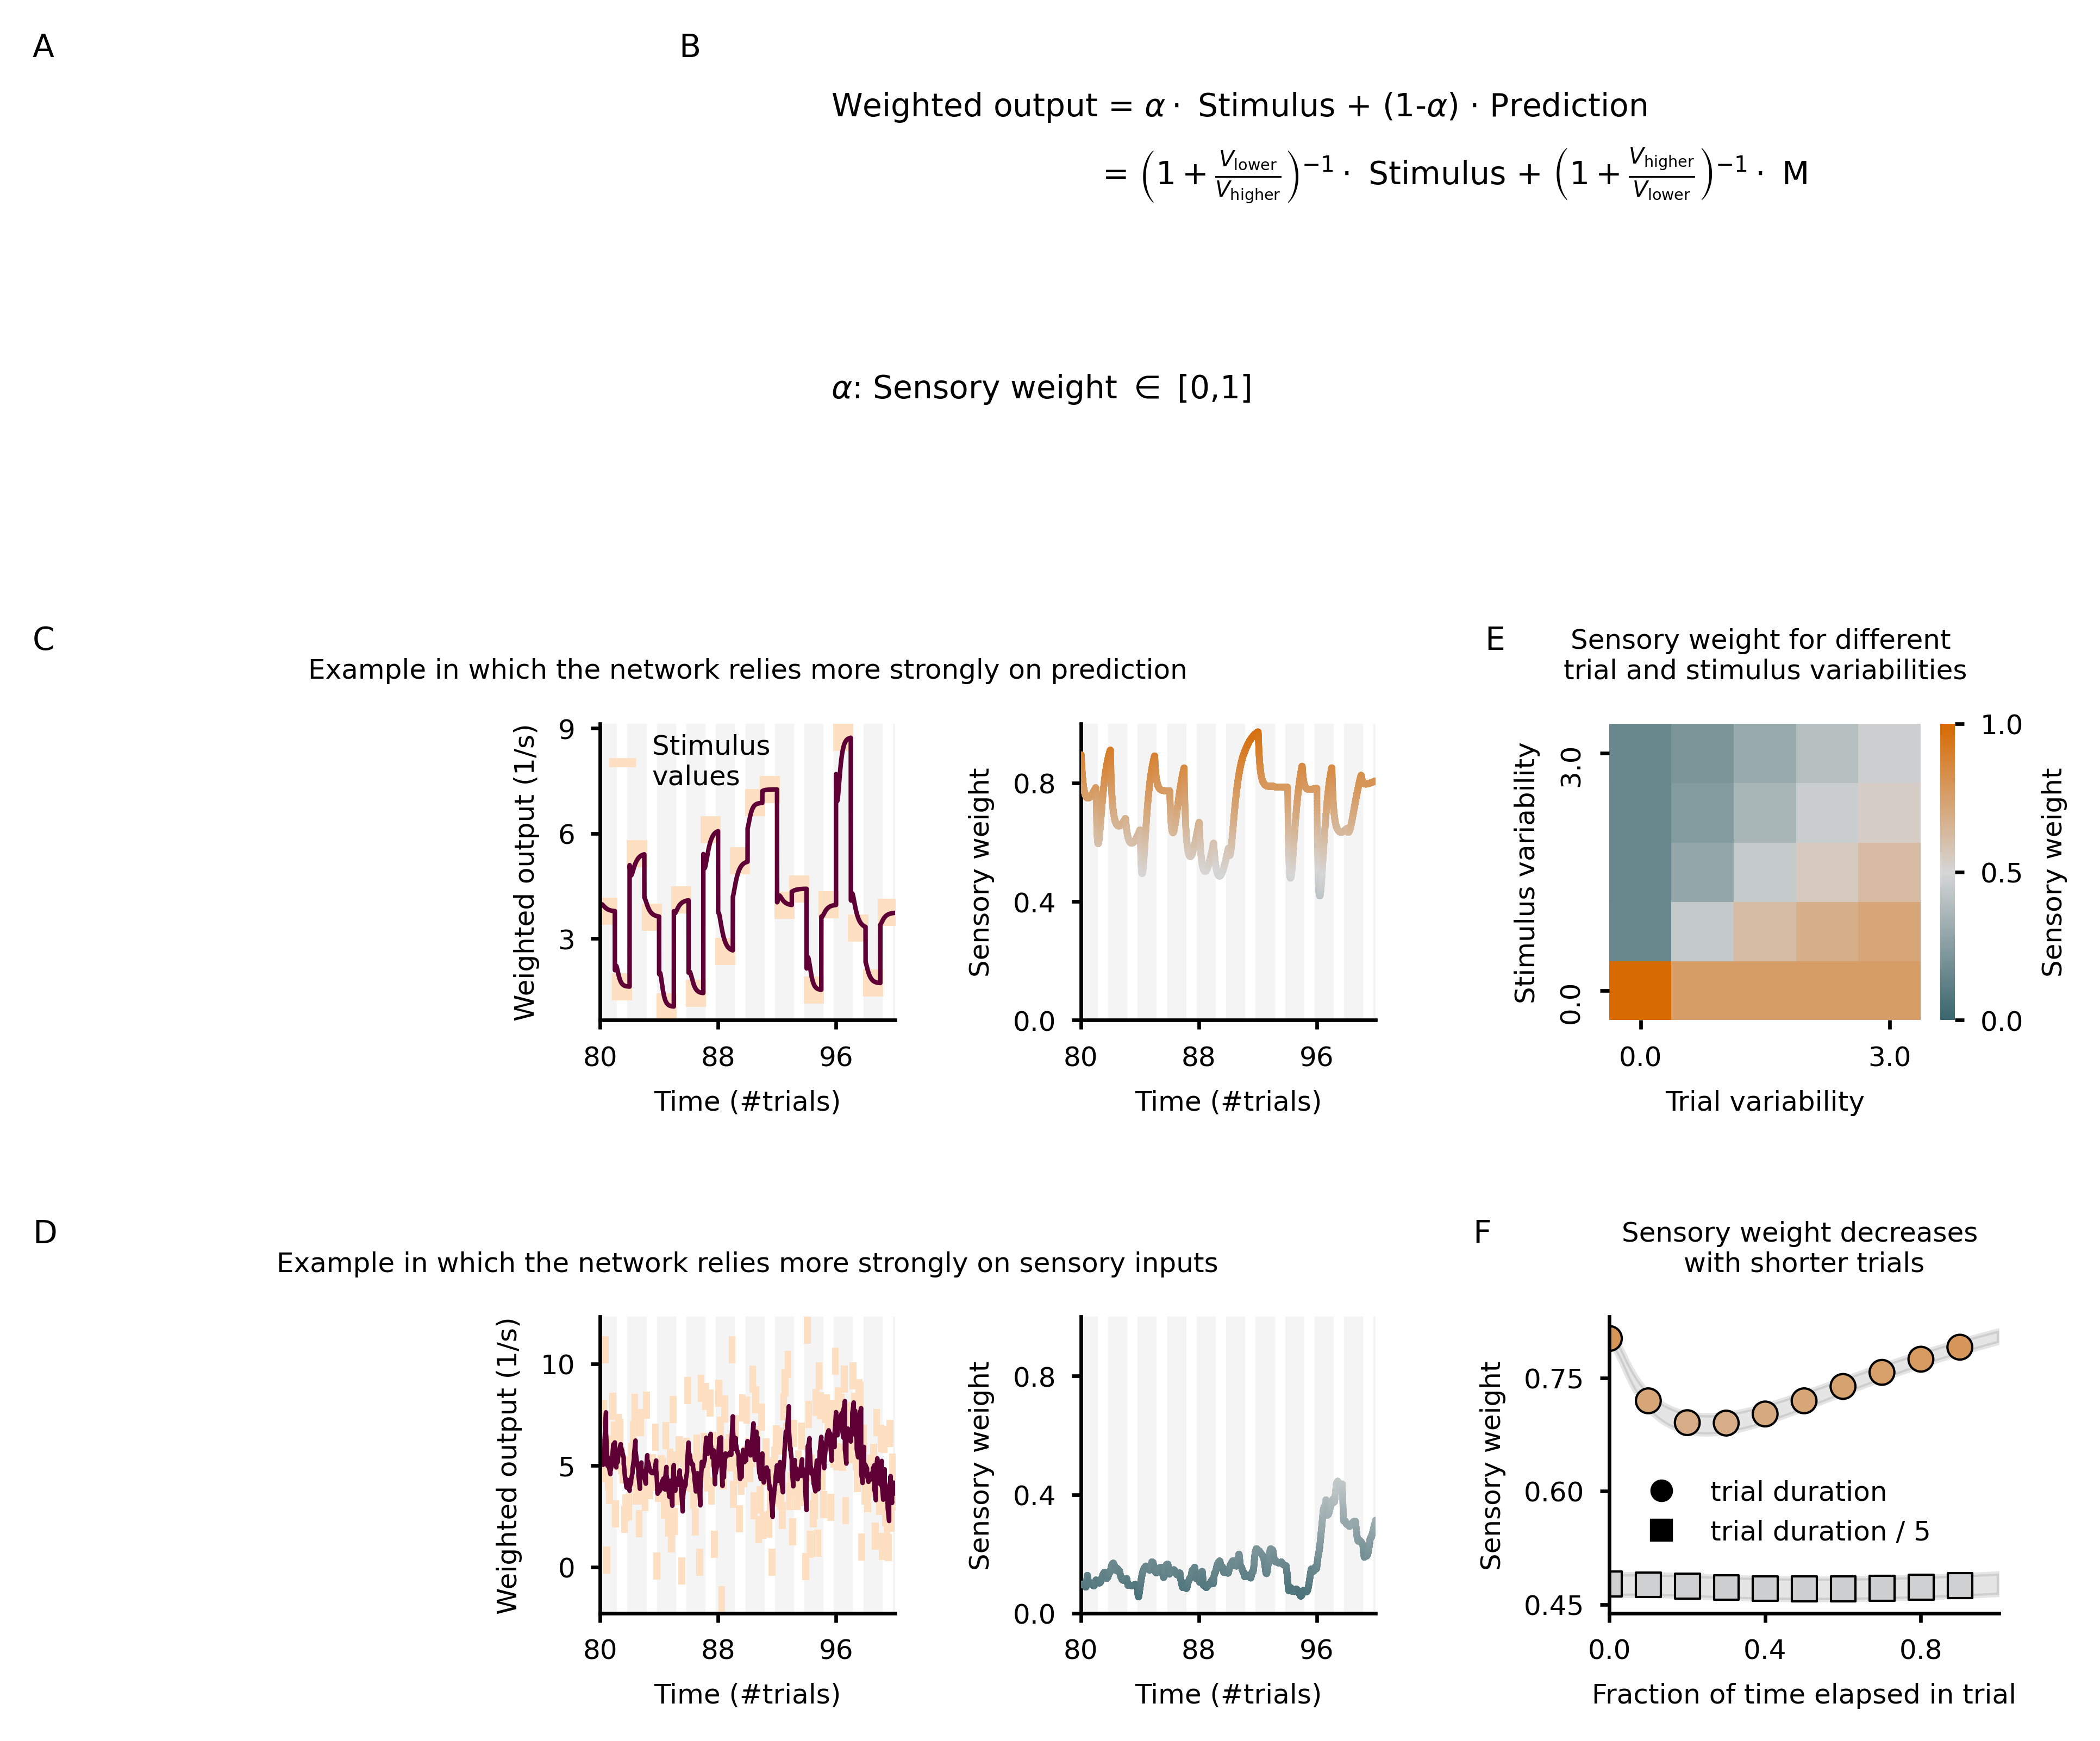 A
B
Weighted output = α · Stimulus + (1-α) · Prediction
= (1 + V_lower / V_higher)^−1 · Stimulus + (1 + V_higher / V_lower)^−1 · M
α: Sensory weight ∈ [0,1]
C
Example in which the network relies more strongly on prediction
Weighted output (1/s)
9
6
3
Stimulus
values
80
88
96
Time (#trials)
Sensory weight
0.8
0.4
0.0
80
88
96
Time (#trials)
E
Sensory weight for different
trial and stimulus variabilities
Stimulus variability
3.0
0.0
0.0
3.0
Trial variability
1.0
0.5
0.0
Sensory weight
D
Example in which the network relies more strongly on sensory inputs
Weighted output (1/s)
10
5
0
80
88
96
Time (#trials)
Sensory weight
0.8
0.4
0.0
80
88
96
Time (#trials)
F
Sensory weight decreases
with shorter trials
Sensory weight
0.75
0.60
0.45
trial duration
trial duration / 5
0.0
0.4
0.8
Fraction of time elapsed in trial